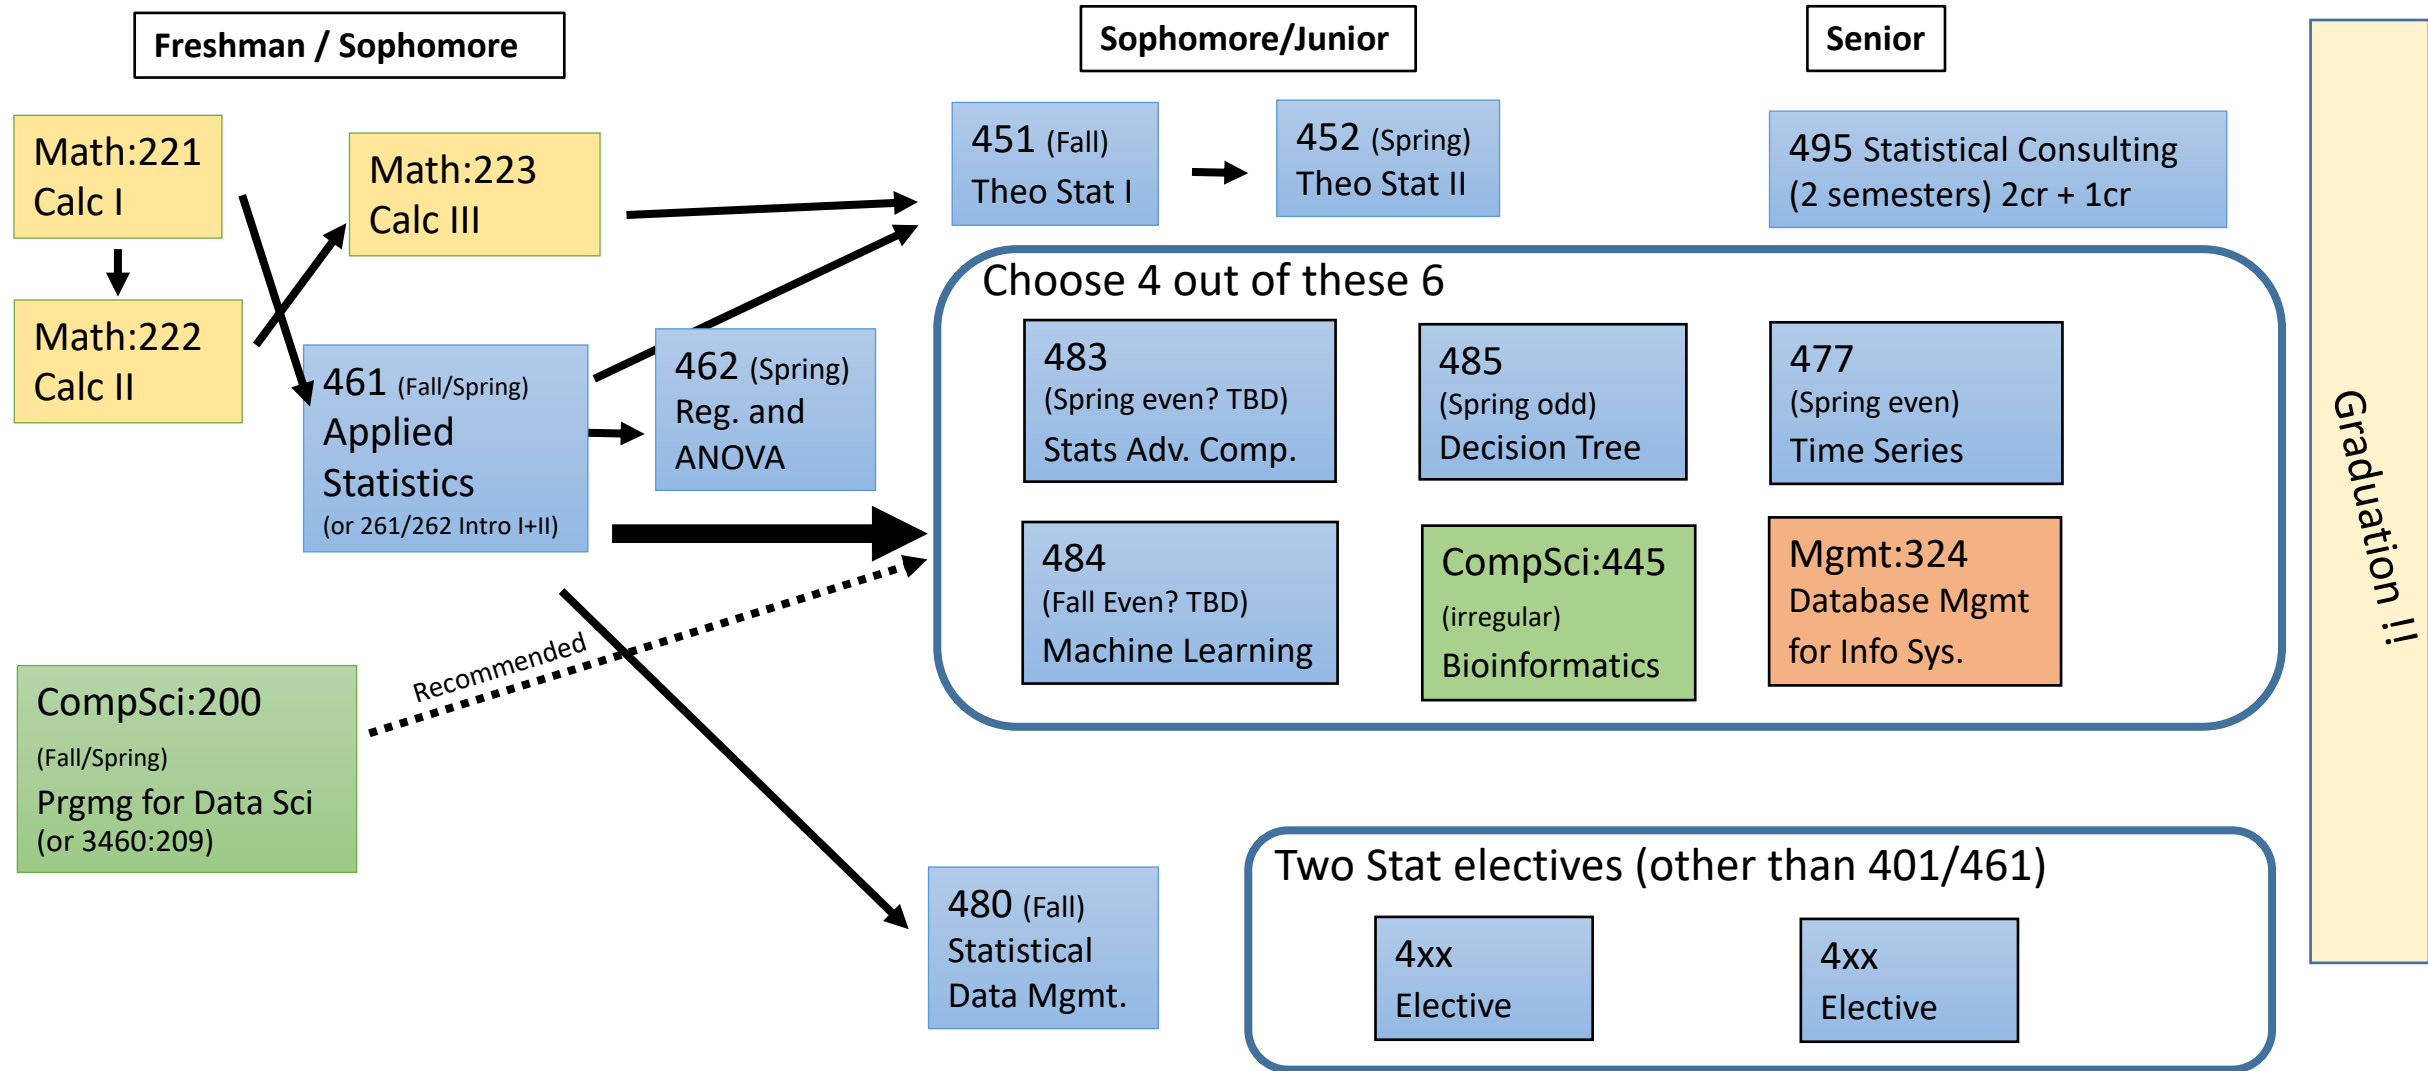 Freshman / Sophomore
Sophomore/Junior
Senior
Math:221
Calc I
Math:223
Calc III
451 (Fall)
Theo Stat I
452 (Spring)
Theo Stat II
495 Statistical Consulting
(2 semesters) 2cr + 1cr
Math:222
Calc II
461 (Fall/Spring)
Applied
Statistics
(or 261/262 Intro I+II)
462 (Spring)
Reg. and
ANOVA
Choose 4 out of these 6
483
(Spring even? TBD)
Stats Adv. Comp.
485
(Spring odd)
Decision Tree
477
(Spring even)
Time Series
484
(Fall Even? TBD)
Machine Learning
CompSci:445
(irregular)
Bioinformatics
Mgmt:324
Database Mgmt
for Info Sys.
Graduation !!
Recommended
CompSci:200
(Fall/Spring)
Prgmg for Data Sci
(or 3460:209)
480 (Fall)
Statistical
Data Mgmt.
Two Stat electives (other than 401/461)
4xx
Elective
4xx
Elective